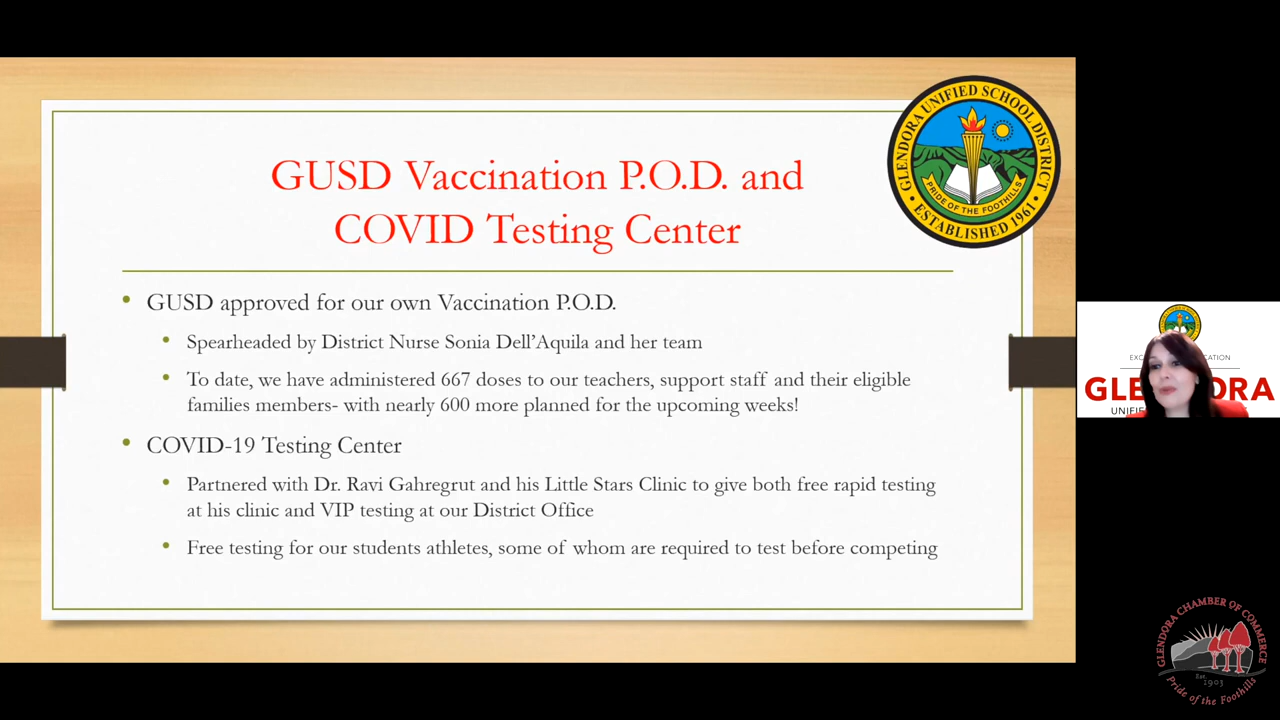 GUSD Vaccination P.O.D. and
COVID Testing Center
GLENDORA UNIFIED SCHOOL DISTRICT
PRIDE OF THE FOOTHILLS
• ESTABLISHED 1961 •
• GUSD approved for our own Vaccination P.O.D.
• Spearheaded by District Nurse Sonia Dell’Aquila and her team
• To date, we have administered 667 doses to our teachers, support staff and their eligible
families members- with nearly 600 more planned for the upcoming weeks!
• COVID-19 Testing Center
• Partnered with Dr. Ravi Gahregrut and his Little Stars Clinic to give both free rapid testing
at his clinic and VIP testing at our District Office
• Free testing for our students athletes, some of whom are required to test before competing
GLENDORA CHAMBER OF COMMERCE
Est.
1903
Pride of the Foothills